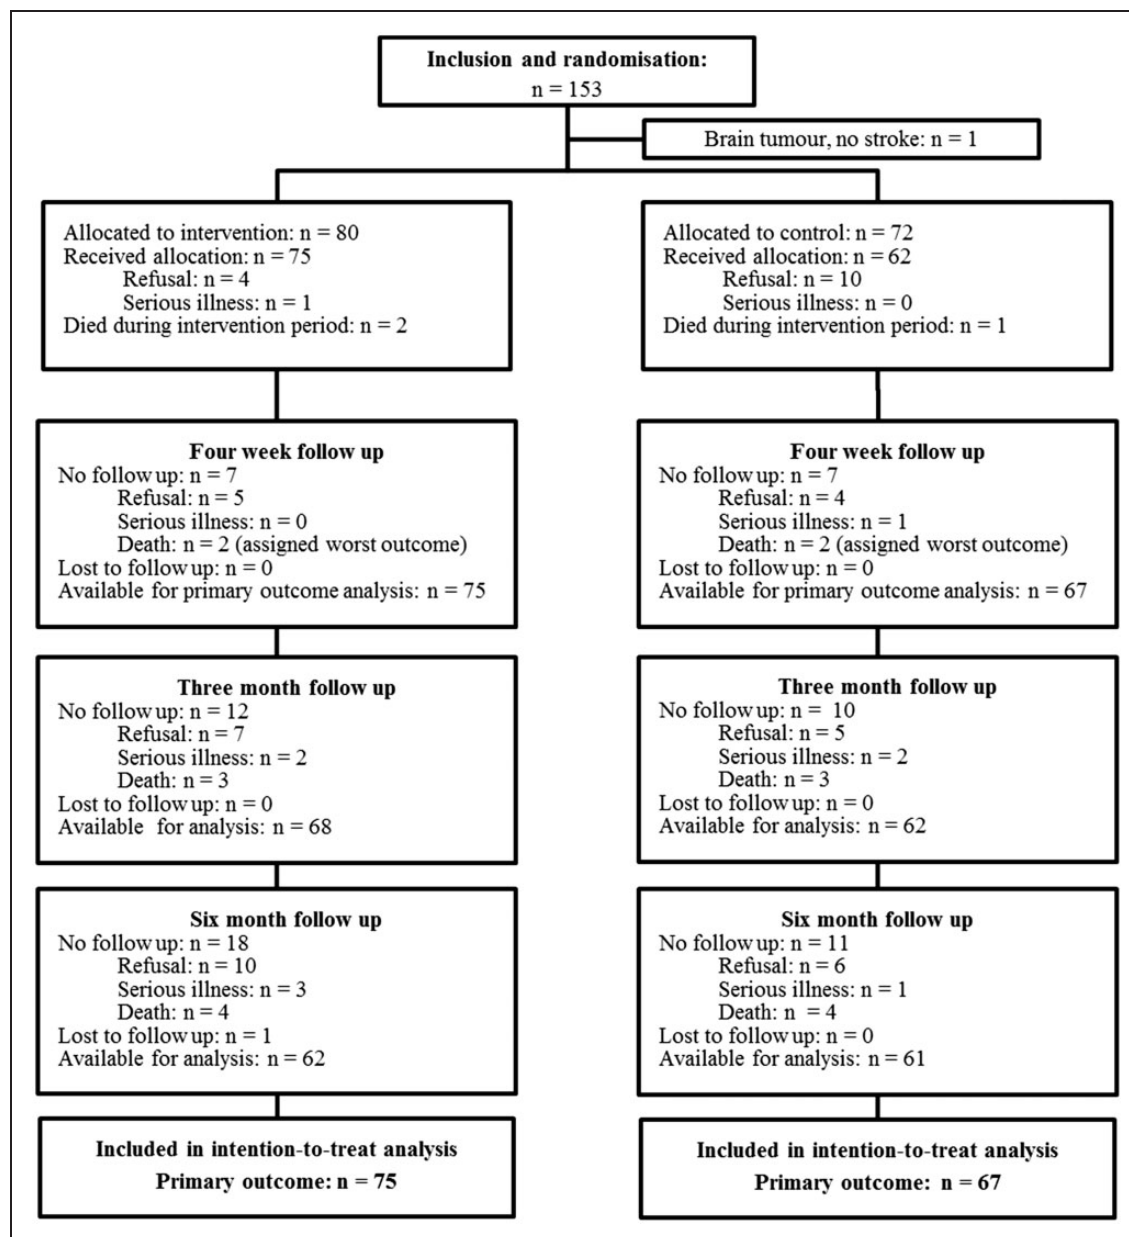 Inclusion and randomisation:
n = 153
Brain tumour, no stroke: n = 1
Allocated to intervention: n = 80
Received allocation: n = 75
Refusal: n = 4
Serious illness: n = 1
Died during intervention period: n = 2
Allocated to control: n = 72
Received allocation: n = 62
Refusal: n = 10
Serious illness: n = 0
Died during intervention period: n = 1
Four week follow up
No follow up: n = 7
Refusal: n = 5
Serious illness: n = 0
Death: n = 2 (assigned worst outcome)
Lost to follow up: n = 0
Available for primary outcome analysis: n = 75
Four week follow up
No follow up: n = 7
Refusal: n = 4
Serious illness: n = 1
Death: n = 2 (assigned worst outcome)
Lost to follow up: n = 0
Available for primary outcome analysis: n = 67
Three month follow up
No follow up: n = 12
Refusal: n = 7
Serious illness: n = 2
Death: n = 3
Lost to follow up: n = 0
Available for analysis: n = 68
Three month follow up
No follow up: n = 10
Refusal: n = 5
Serious illness: n = 2
Death: n = 3
Lost to follow up: n = 0
Available for analysis: n = 62
Six month follow up
No follow up: n = 18
Refusal: n = 10
Serious illness: n = 3
Death: n = 4
Lost to follow up: n = 1
Available for analysis: n = 62
Six month follow up
No follow up: n = 11
Refusal: n = 6
Serious illness: n = 1
Death: n = 4
Lost to follow up: n = 0
Available for analysis: n = 61
Included in intention-to-treat analysis
Primary outcome: n = 75
Included in intention-to-treat analysis
Primary outcome: n = 67